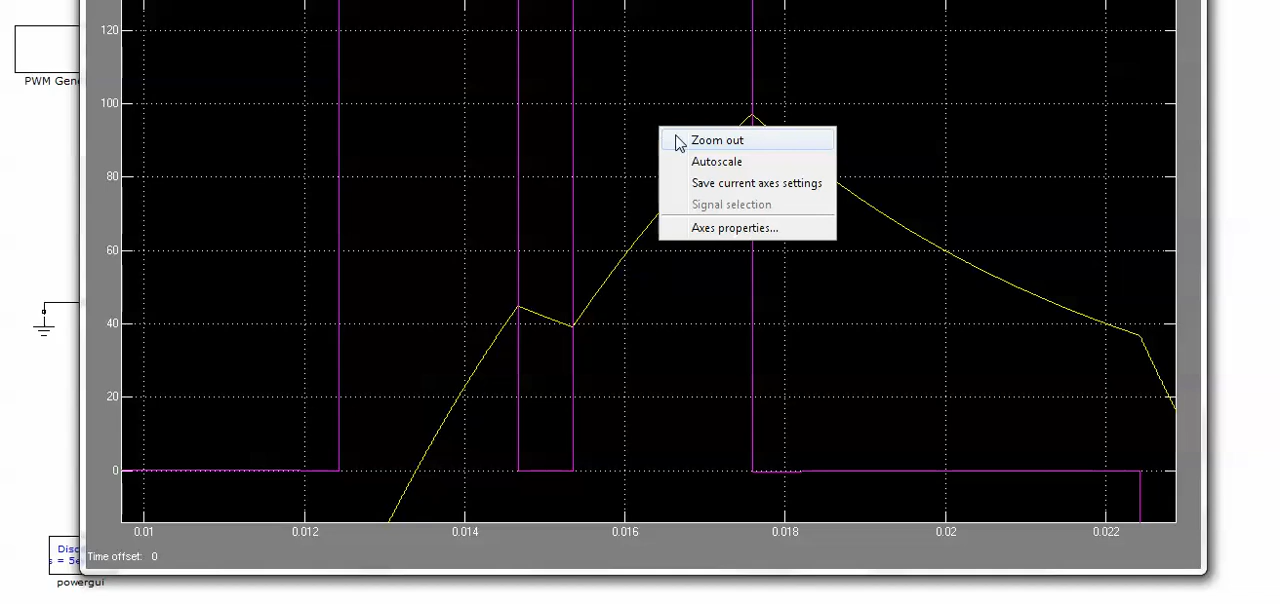 120
PWM Gen
100
Zoom out
Autoscale
80
Save current axes settings
Signal selection
Axes properties...
60
40
20
0
0.01 0.012 0.014 0.016 0.018 0.02 0.022
Time offset: 0
Disc
s = 5e
powergui